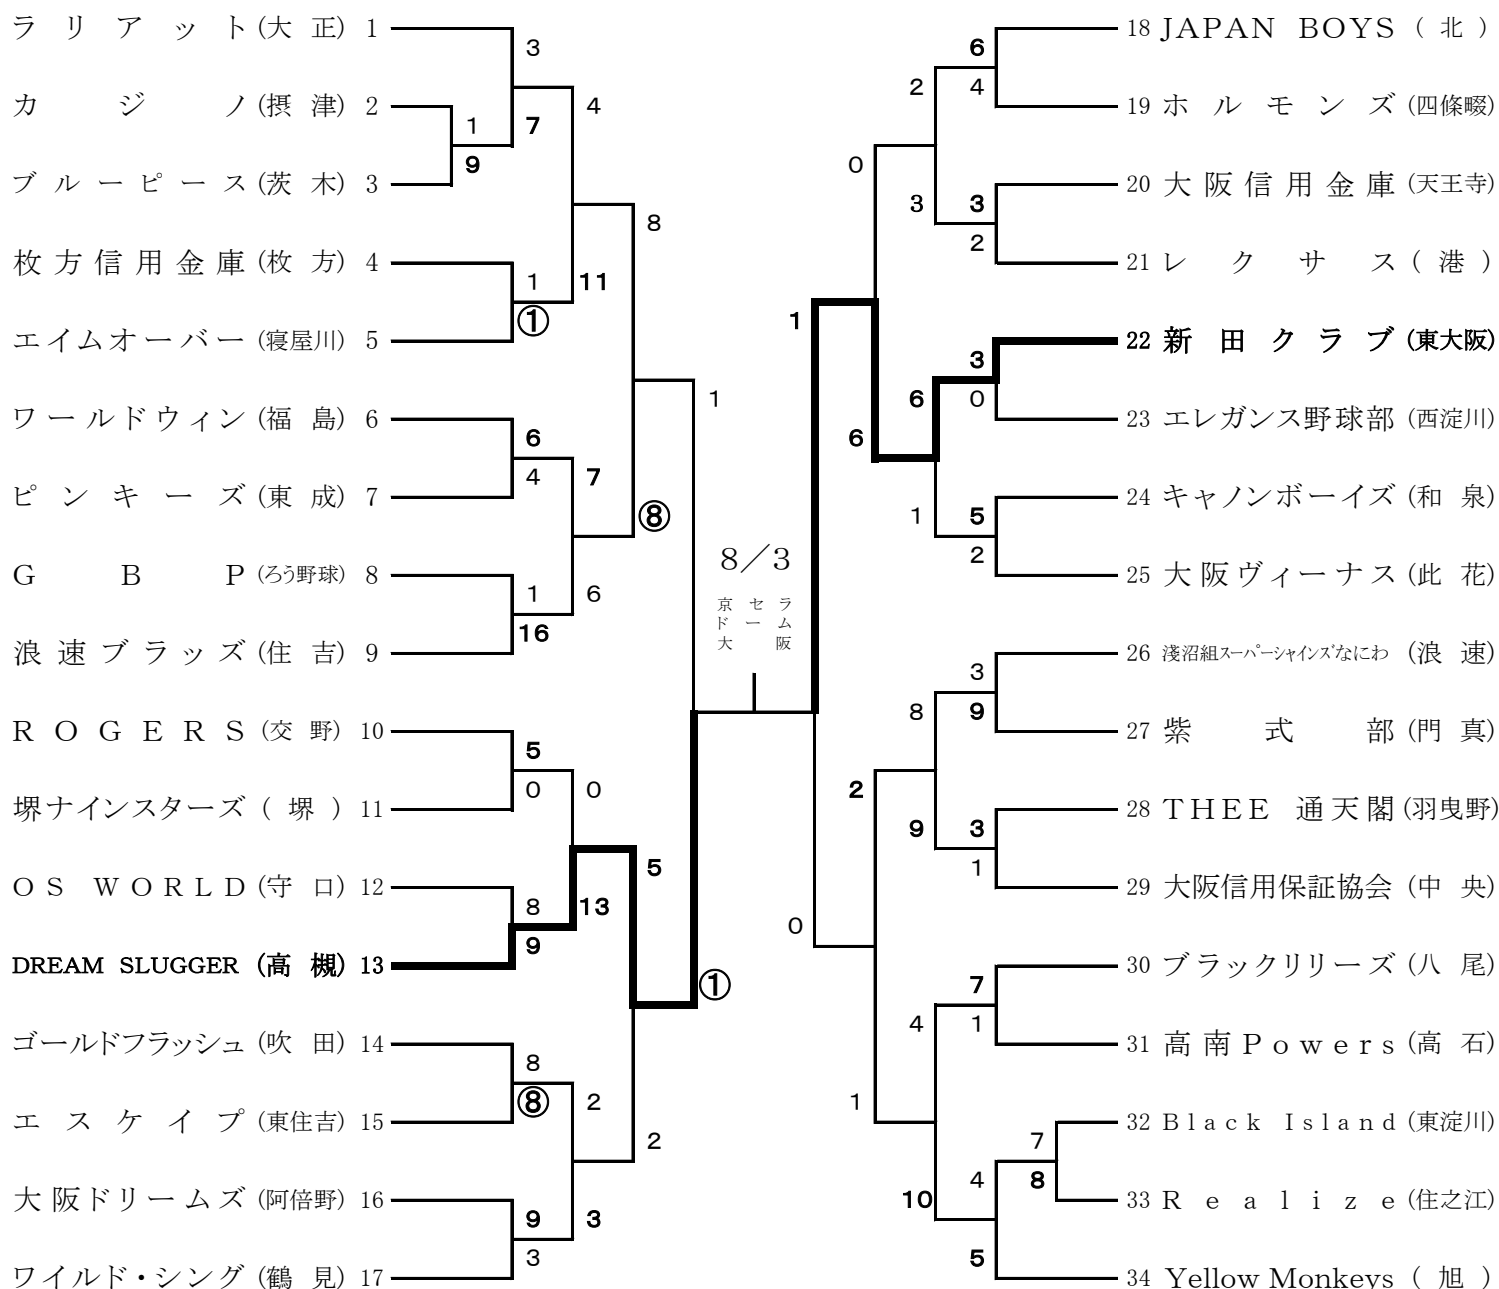 ラリアット(大正) 1
3
カジノ(摂津) 2
4
1
7
9
ブルーピース(茨木) 3
8
枚方信用金庫(枚方) 4
1
11
①
エイムオーバー(寝屋川) 5
1
ワールドウィン(福島) 6
6
7
4
ピンキーズ(東成) 7
⑧
GBP(ろう野球) 8
1
6
16
浪速ブラッズ(住吉) 9
ROGERS(交野) 10
5
0
0
堺ナインスターズ(堺) 11
5
OS WORLD(守口) 12
8
13
9
DREAM SLUGGER(高槻) 13
①
ゴールドフラッシュ(吹田) 14
8
⑧
2
エスケイプ(東住吉) 15
2
大阪ドリームズ(阿倍野) 16
9
3
3
ワイルド・シング(鶴見) 17
8/3
京セラ
ドーム
大阪
18 JAPAN BOYS(北)
6
2
4
19 ホルモンズ(四條畷)
0
20 大阪信用金庫(天王寺)
3
3
2
21 レクサス(港)
1
22 新田クラブ(東大阪)
3
6
0
23 エレガンス野球部(西淀川)
6
24 キャノンボーイズ(和泉)
1
5
2
25 大阪ヴィーナス(此花)
26 淺沼組スーパーシャインズなにわ(浪速)
3
8
9
27 紫式部(門真)
2
28 THEE 通天閣(羽曳野)
9
3
1
29 大阪信用保証協会(中央)
0
30 ブラックリリーズ(八尾)
7
4
1
31 高南Powers(高石)
1
32 Black Island(東淀川)
7
4
8
10
33 Realize(住之江)
5
34 Yellow Monkeys(旭)